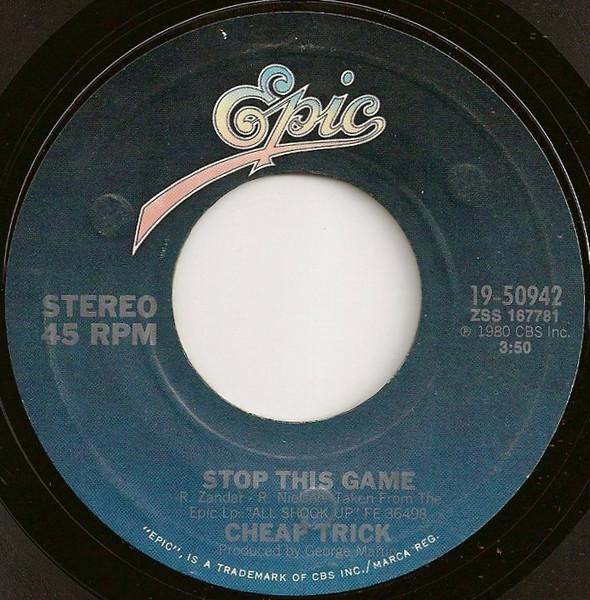 Epic
STEREO
45 RPM
19-50942
ZSS 167781
℗ 1980 CBS Inc.
3:50
STOP THIS GAME
R. Zander - R. Nielsen Taken From The
Epic Lp: "ALL SHOOK UP" FE 36498
CHEAP TRICK
Produced by George Martin
"EPIC", IS A TRADEMARK OF CBS INC./MARCA REG.